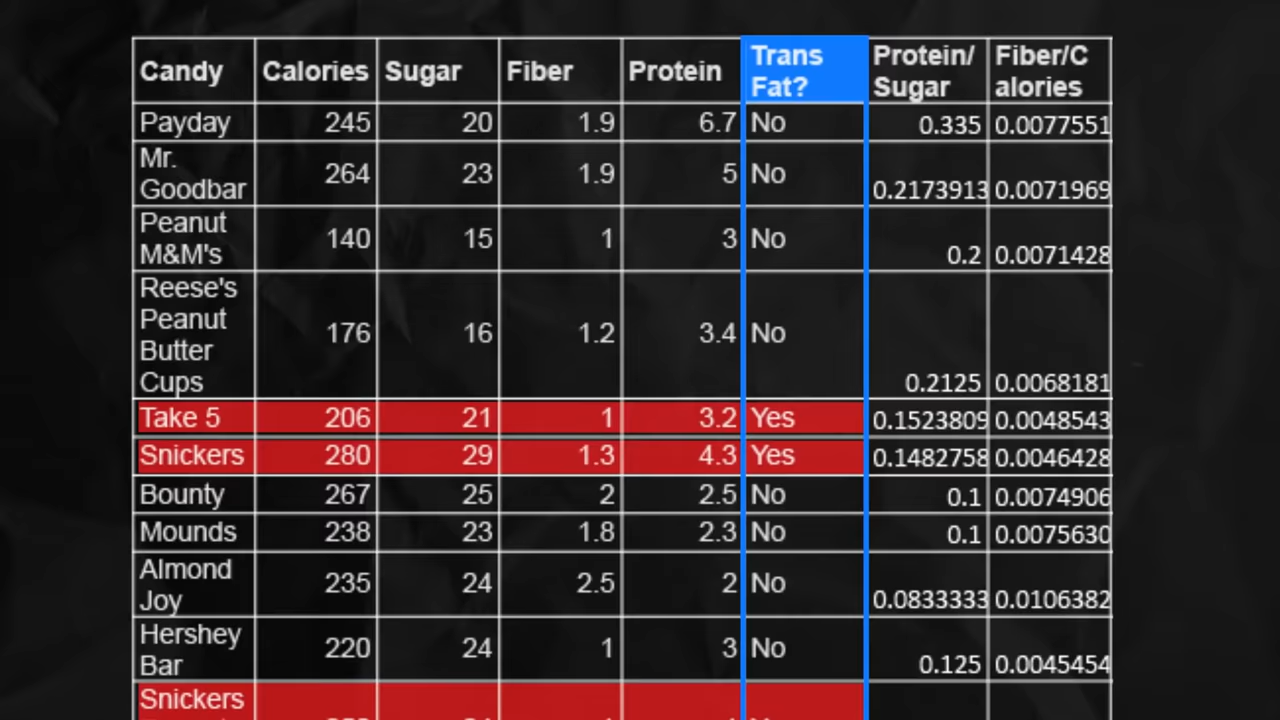 Candy Calories Sugar Fiber Protein Trans Fat? Protein/ Sugar Fiber/C alories
Payday 245 20 1.9 6.7 No 0.335 0.0077551
Mr. Goodbar 264 23 1.9 5 No 0.2173913 0.0071969
Peanut M&M's 140 15 1 3 No 0.2 0.0071428
Reese's Peanut Butter Cups 176 16 1.2 3.4 No 0.2125 0.0068181
Take 5 206 21 1 3.2 Yes 0.1523809 0.0048543
Snickers 280 29 1.3 4.3 Yes 0.1482758 0.0046428
Bounty 267 25 2 2.5 No 0.1 0.0074906
Mounds 238 23 1.8 2.3 No 0.1 0.0075630
Almond Joy 235 24 2.5 2 No 0.0833333 0.0106382
Hershey Bar 220 24 1 3 No 0.125 0.0045454
Snickers